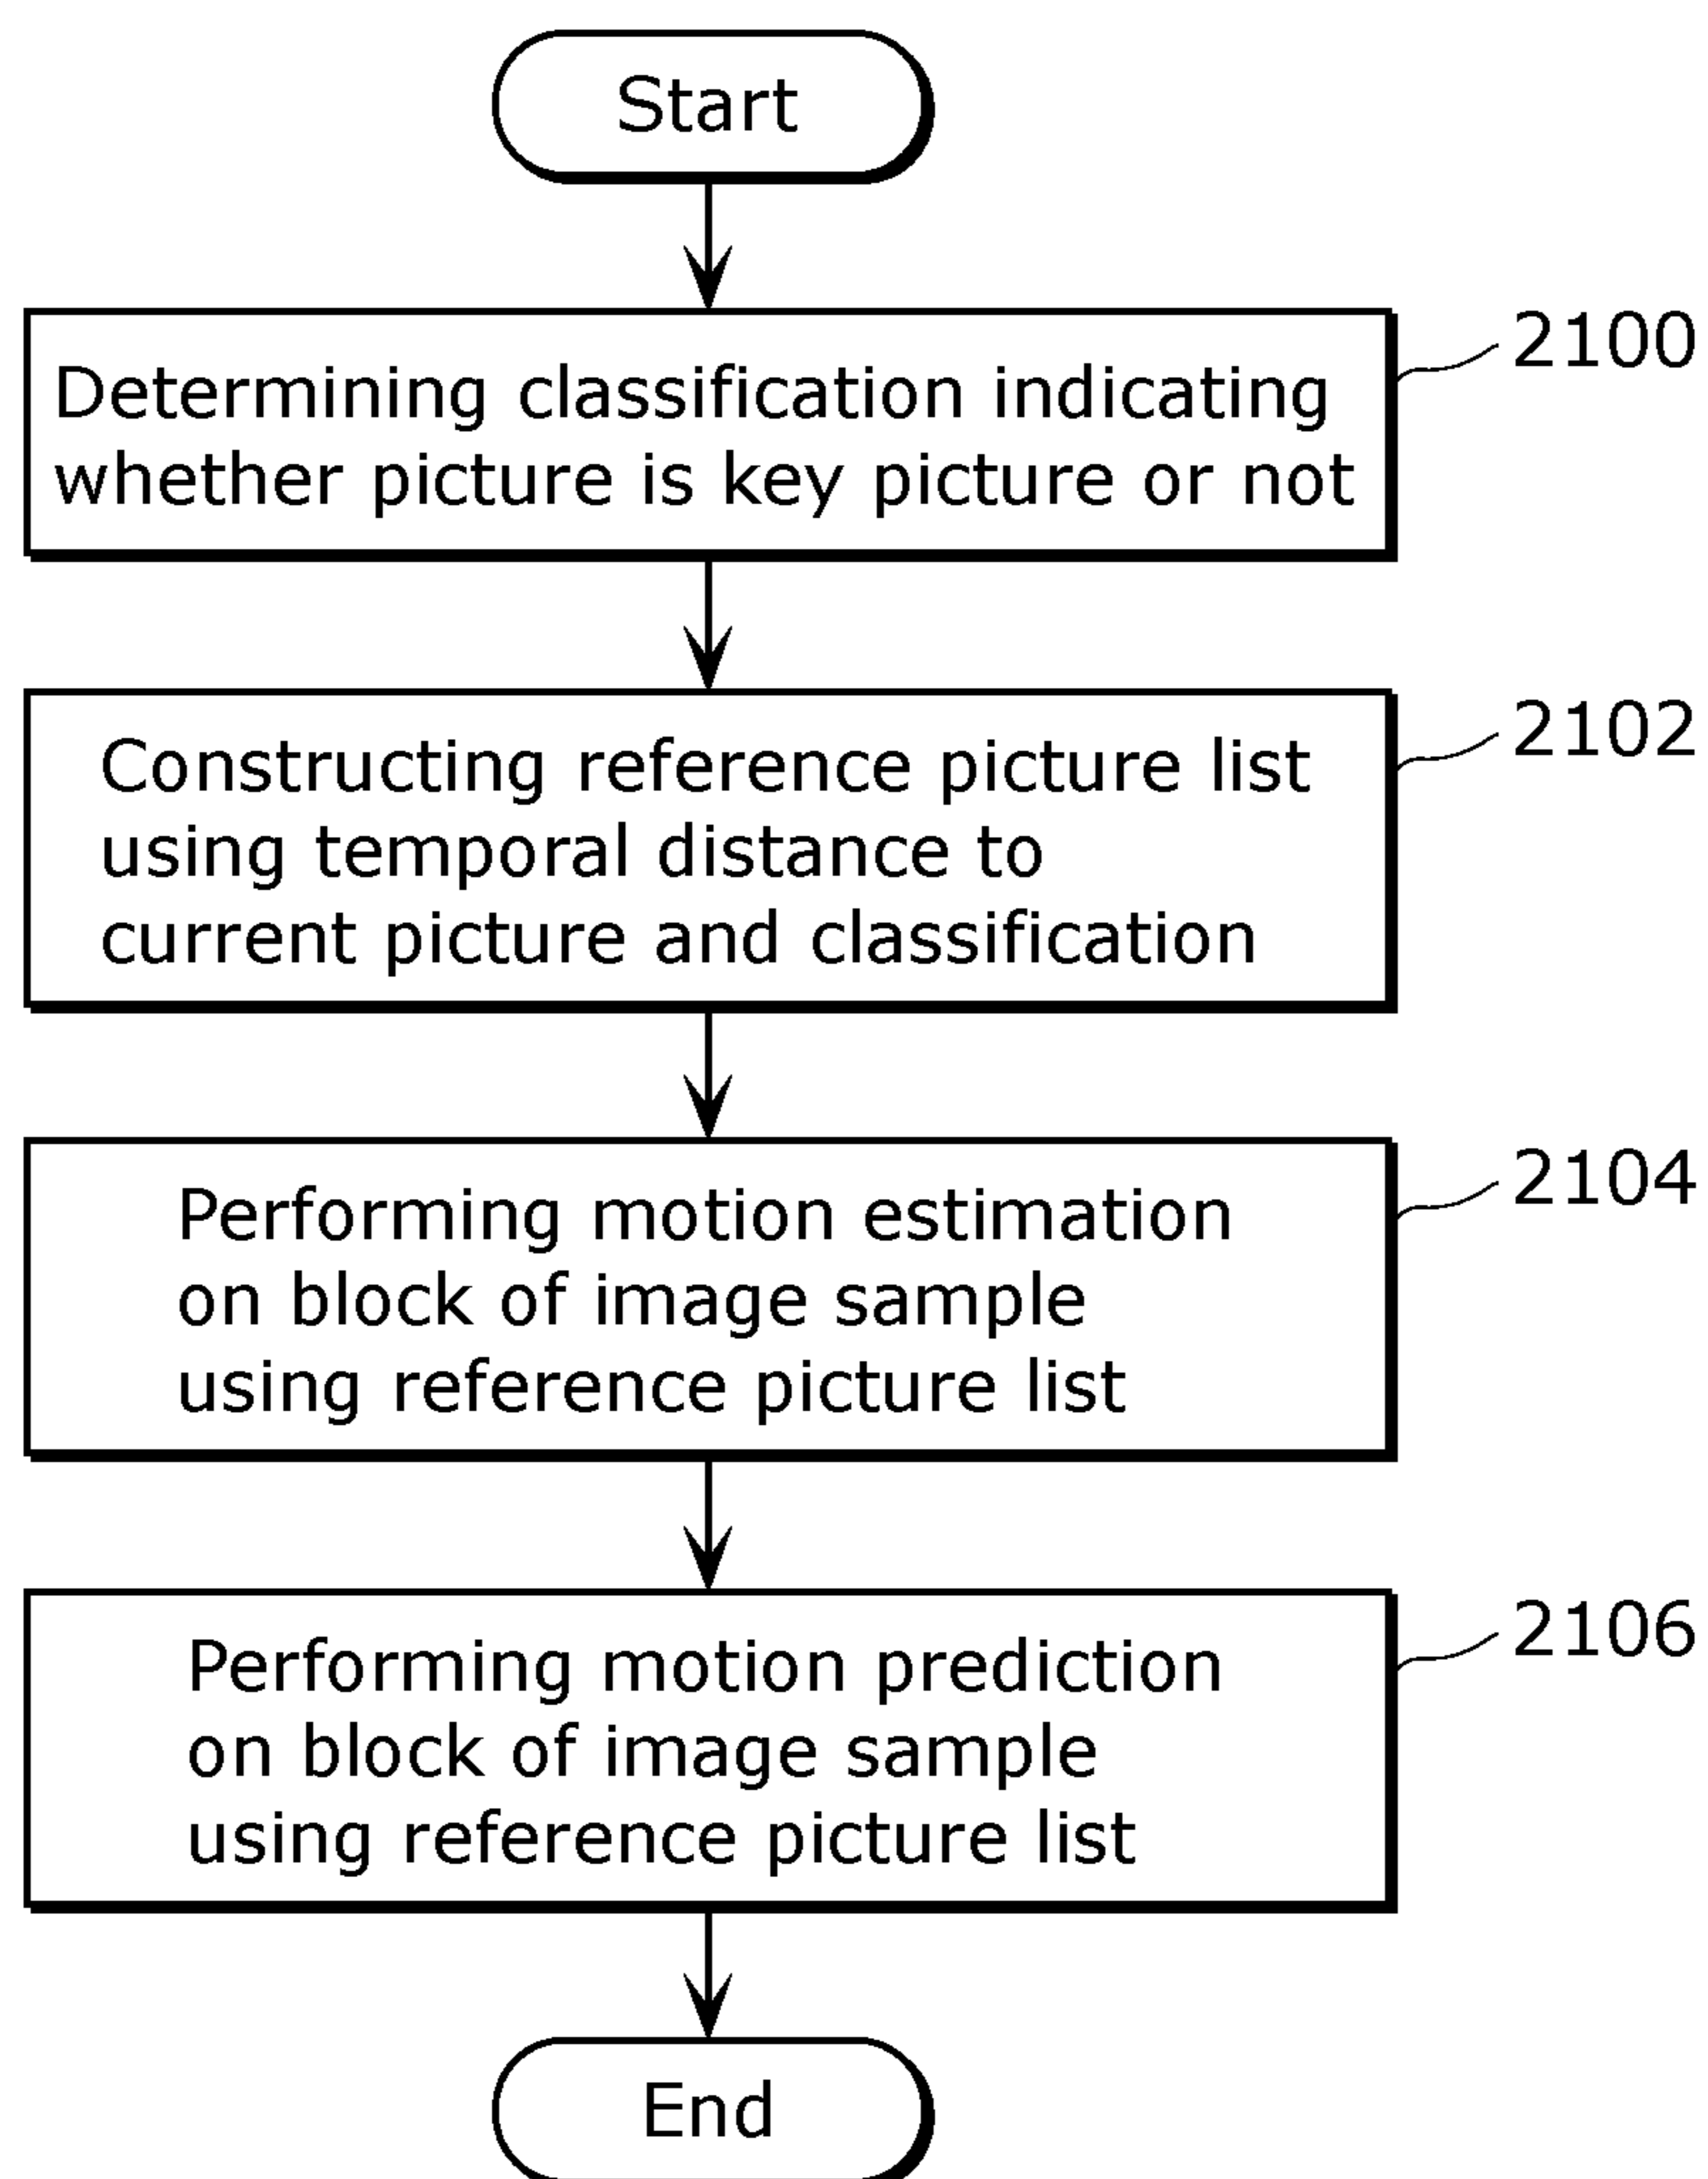 Start
2100
Determining classification indicating
whether picture is key picture or not
2102
Constructing reference picture list
using temporal distance to
current picture and classification
2104
Performing motion estimation
on block of image sample
using reference picture list
2106
Performing motion prediction
on block of image sample
using reference picture list
End